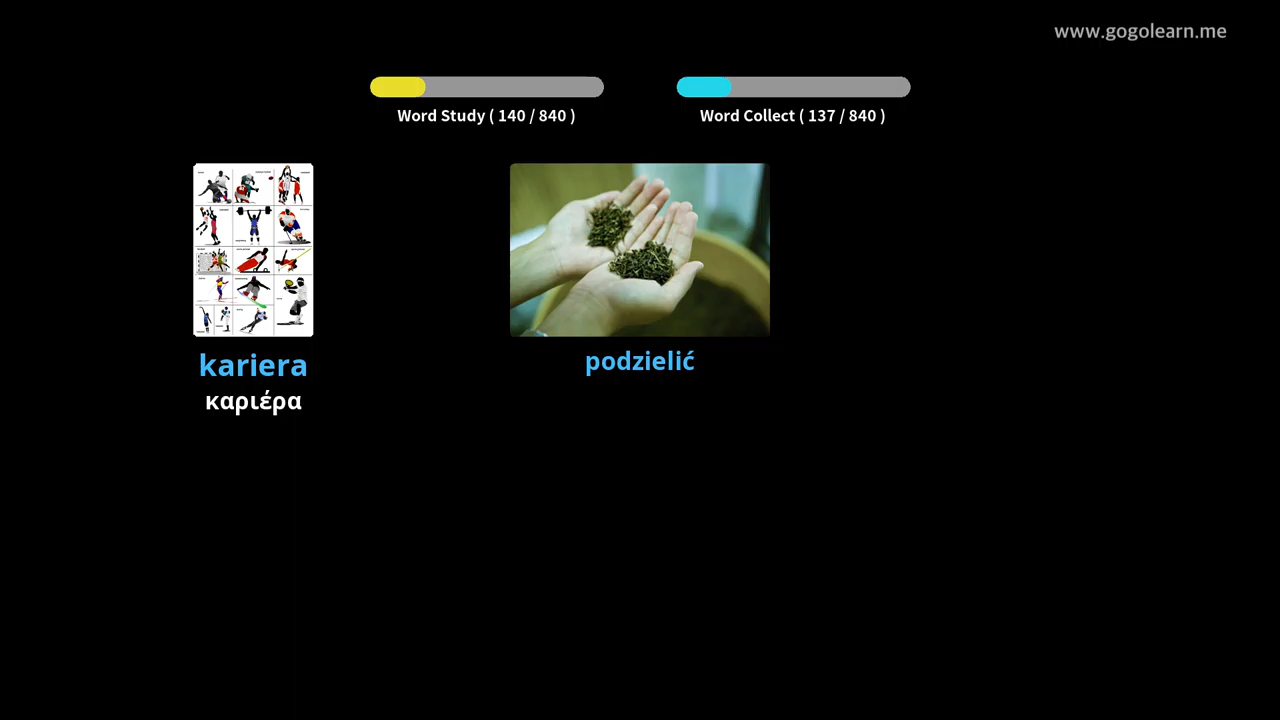 www.gogolearn.me
Word Study ( 140 / 840 )
Word Collect ( 137 / 840 )
kariera
καριέρα
podzielić